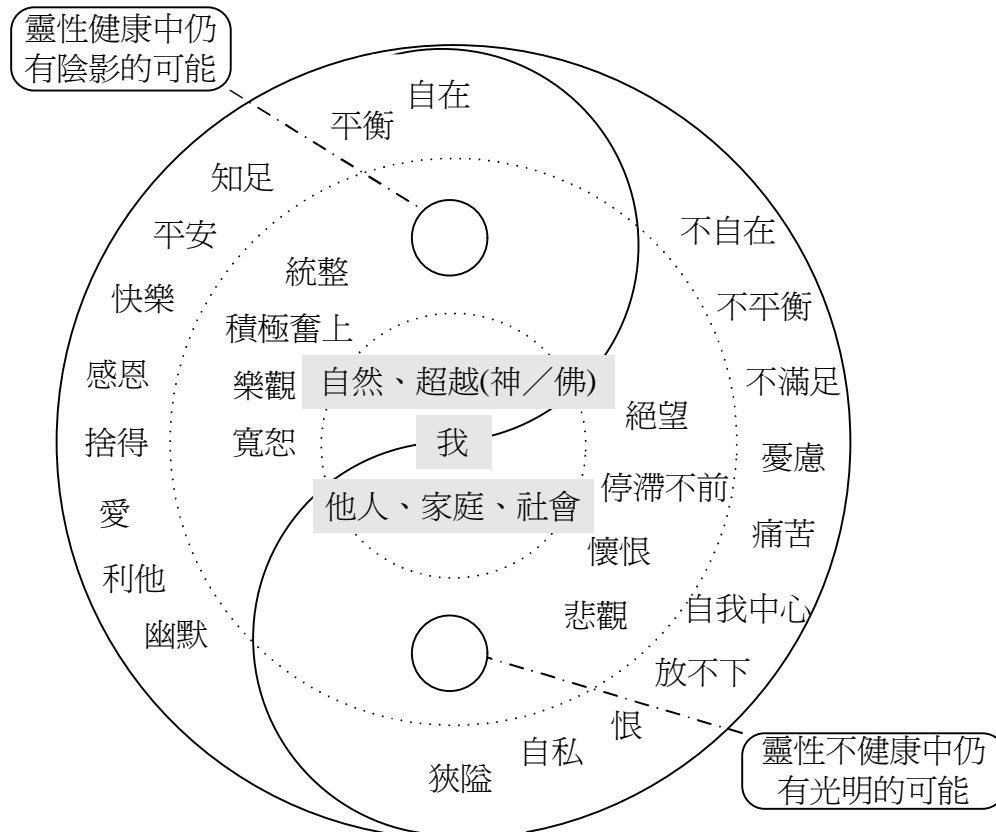 靈性健康中仍
有陰影的可能
自在
平衡
知足
平安
快樂
感恩
捨得
愛
利他
幽默
統整
積極奮上
樂觀
寬恕
自然、超越(神／佛)
我
他人、家庭、社會
絕望
停滯不前
懷恨
悲觀
不自在
不平衡
不滿足
憂慮
痛苦
自我中心
放不下
恨
自私
狹隘
靈性不健康中仍
有光明的可能